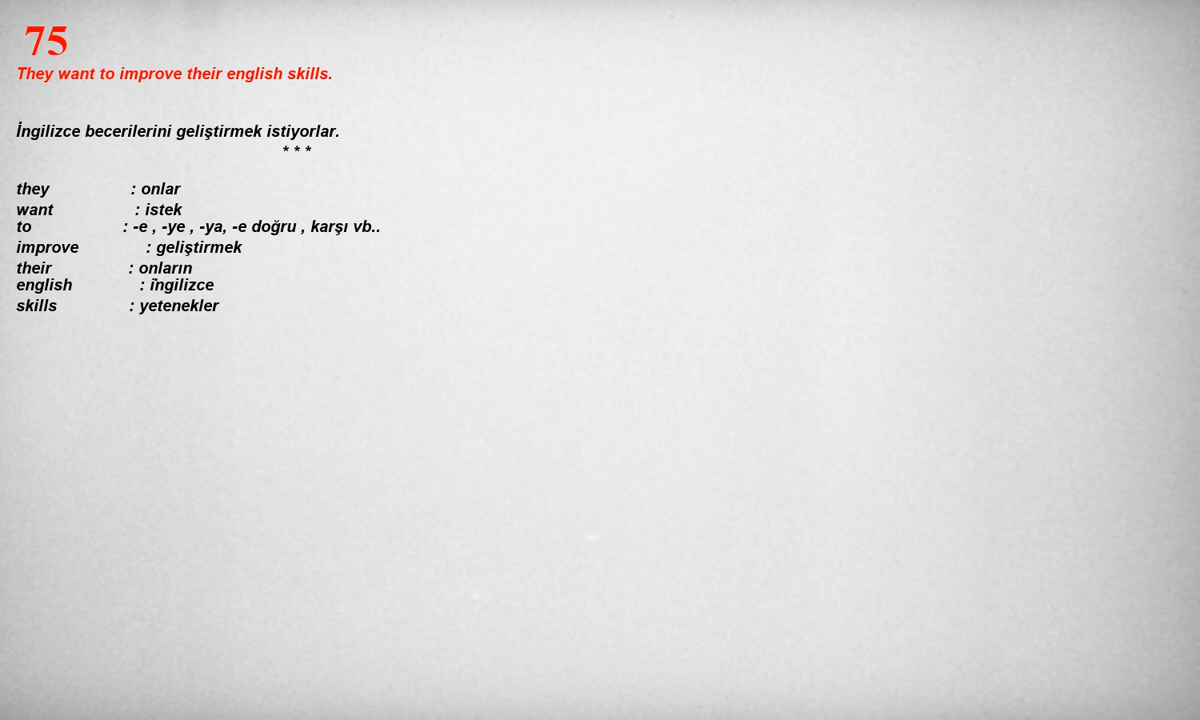 75
They want to improve their english skills.
İngilizce becerilerini geliştirmek istiyorlar.
* * *
they : onlar
want : istek
to : -e , -ye , -ya, -e doğru , karşı vb..
improve : geliştirmek
their : onların
english : i̇ngilizce
skills : yetenekler